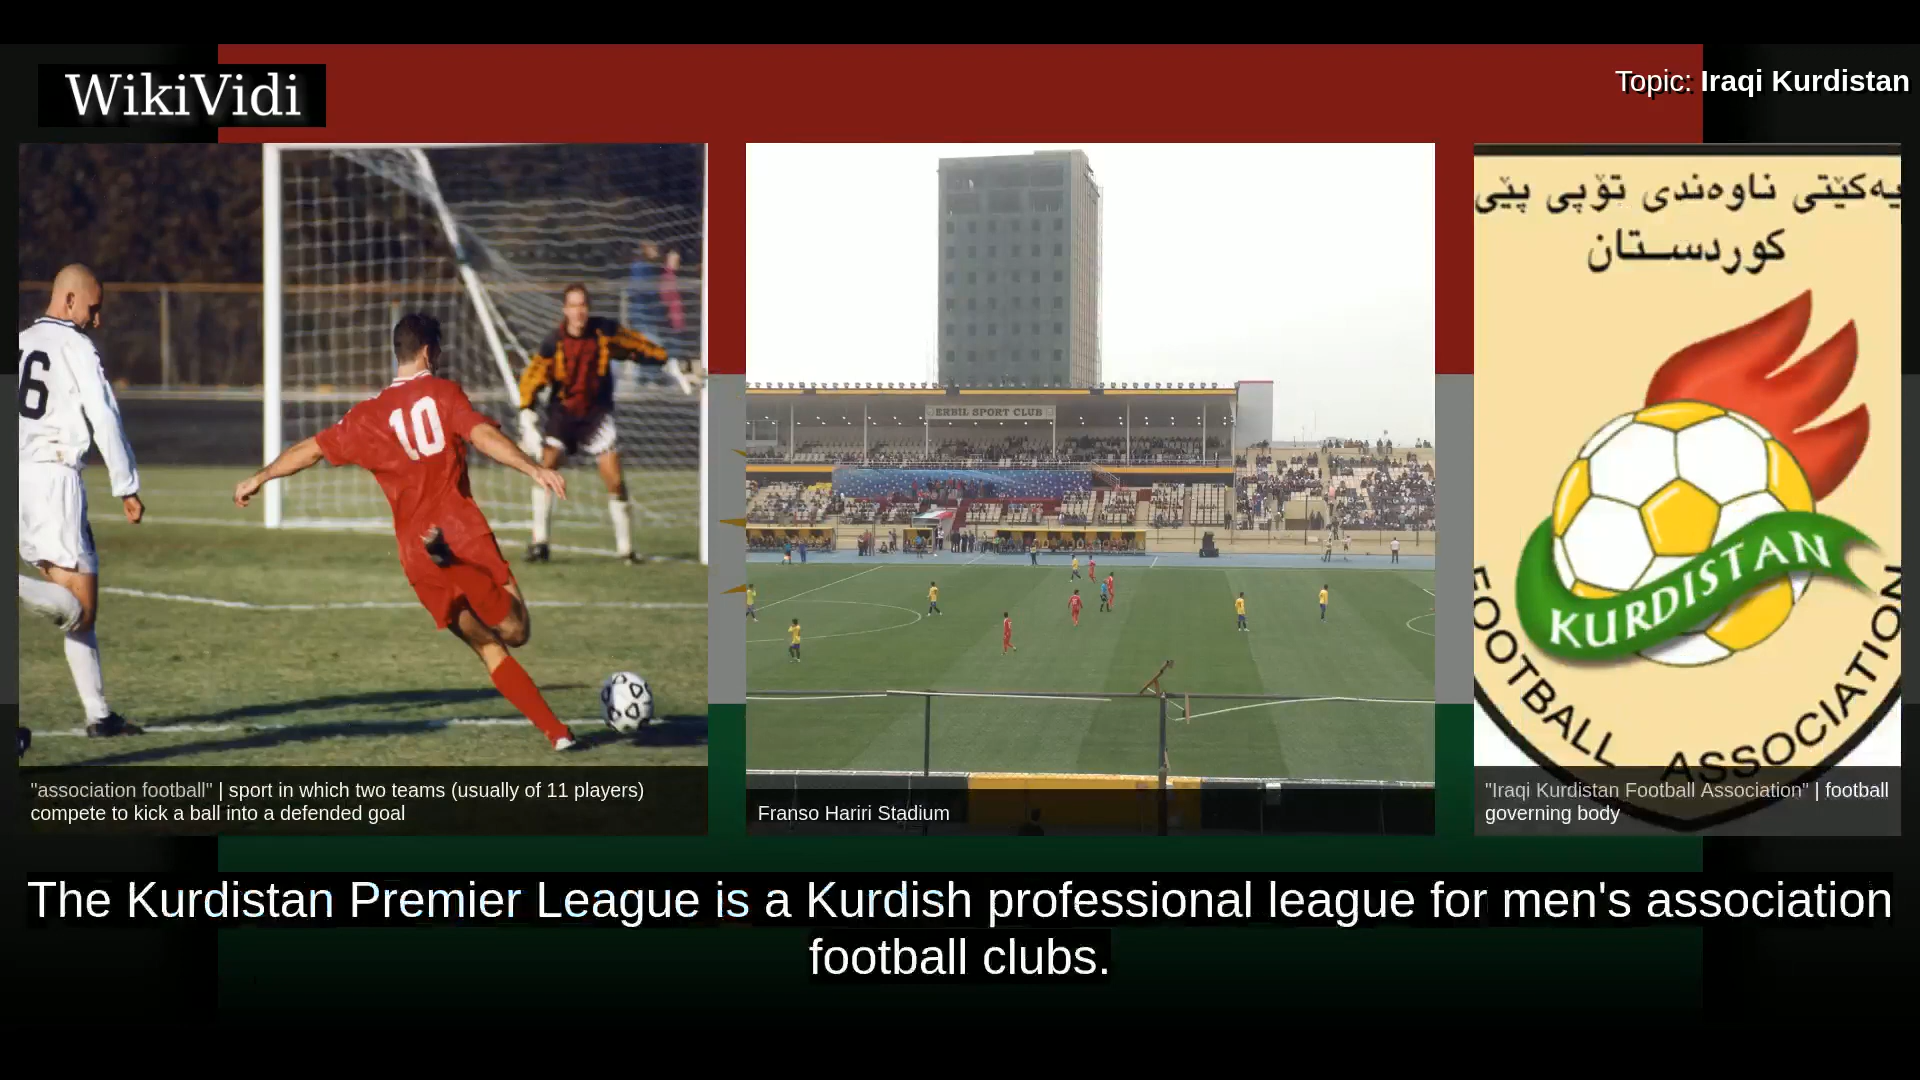 WikiVidi
Topic: Iraqi Kurdistan
6
10
ERBIL SPORT CLUB
یەکێتی ناوەندی تۆپی پێی
کوردستان
KURDISTAN
FOOTBALL ASSOCIATION
"association football" | sport in which two teams (usually of 11 players)
compete to kick a ball into a defended goal
Franso Hariri Stadium
"Iraqi Kurdistan Football Association" | football
governing body
The Kurdistan Premier League is a Kurdish professional league for men's association
football clubs.